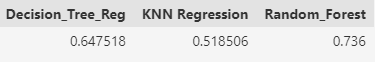 Decision_Tree_Reg KNN Regression Random_Forest
0.647518 0.518506 0.736